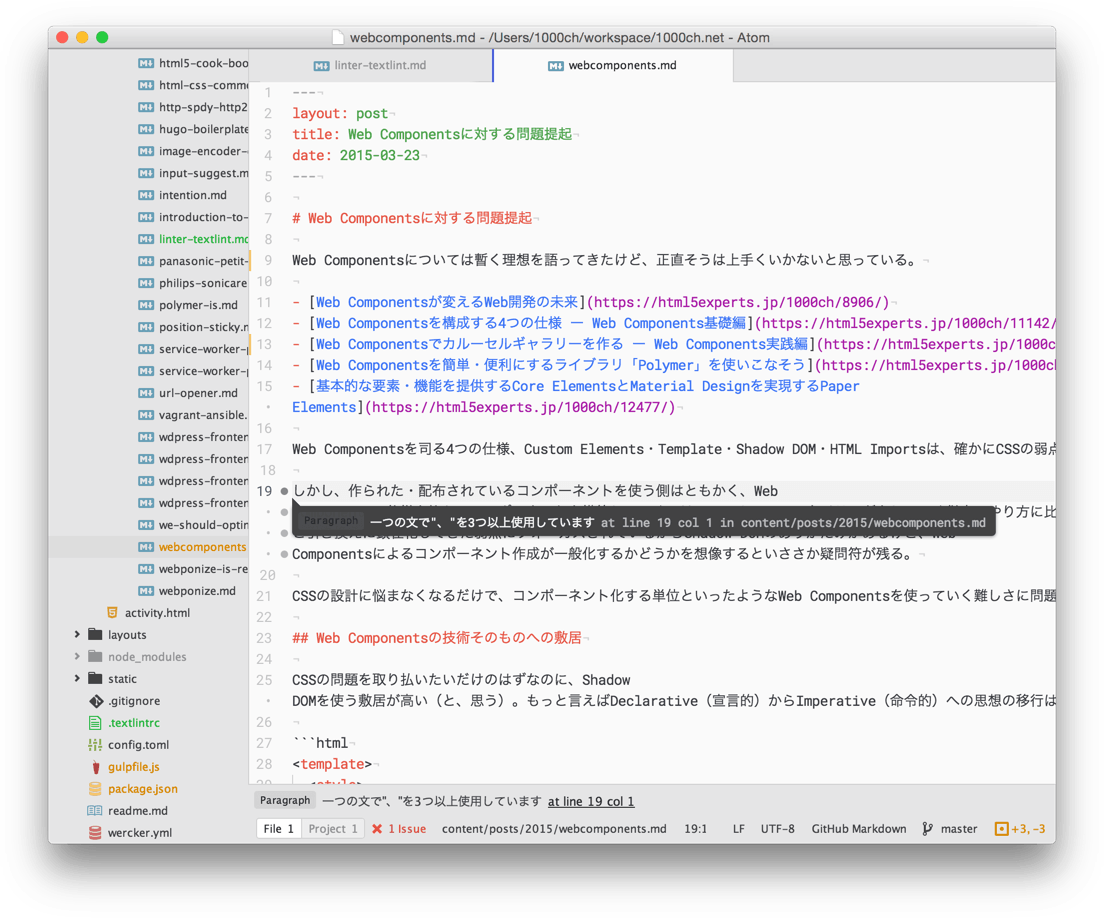 webcomponents.md - /Users/1000ch/workspace/1000ch.net - Atom
html5-cook-boo
html-css-comme
http-spdy-http2
hugo-boilerplate
image-encoder-
input-suggest.m
intention.md
introduction-to-
linter-textlint.md
panasonic-petit-
philips-sonicare
polymer-is.md
position-sticky.m
service-worker-p
service-worker-p
url-opener.md
vagrant-ansible.
wdpress-fronten
wdpress-fronten
wdpress-fronten
wdpress-fronten
we-should-optin
webcomponents
webponize-is-re
webponize.md
activity.html
layouts
node_modules
static
.gitignore
.textlintrc
config.toml
gulpfile.js
package.json
readme.md
wercker.yml
linter-textlint.md
webcomponents.md
1 ---¬
2 layout: post¬
3 title: Web Componentsに対する問題提起¬
4 date: 2015-03-23¬
5 ---¬
6 ¬
7 # Web Componentsに対する問題提起¬
8 ¬
9 Web Componentsについては暫く理想を語ってきたけど、正直そうは上手くいかないと思っている。¬
10 ¬
11 - [Web Componentsが変えるWeb開発の未来](https://html5experts.jp/1000ch/8906/)¬
12 - [Web Componentsを構成する4つの仕様 ー Web Components基礎編](https://html5experts.jp/1000ch/11142/
13 - [Web Componentsでカルーセルギャラリーを作る ー Web Components実践編](https://html5experts.jp/1000c
14 - [Web Componentsを簡単・便利にするライブラリ「Polymer」を使いこなそう](https://html5experts.jp/1000ch
15 - [基本的な要素・機能を提供するCore ElementsとMaterial Designを実現するPaper
Elements](https://html5experts.jp/1000ch/12477/)¬
16 ¬
17 Web Componentsを司る4つの仕様、Custom Elements・Template・Shadow DOM・HTML Importsは、確かにCSSの弱点
18 ¬
19 しかし、作られた・配布されているコンポーネントを使う側はともかく、Web
やり方に比
Paragraph 一つの文で"、"を3つ以上使用しています at line 19 col 1 in content/posts/2015/webcomponents.md
Componentsによるコンポーネント作成が一般化するかどうかを想像するといささか疑問符が残る。¬
20 ¬
21 CSSの設計に悩まなくなるだけで、コンポーネント化する単位といったようなWeb Componentsを使っていく難しさに問題
22 ¬
23 ## Web Componentsの技術そのものへの敷居¬
24 ¬
25 CSSの問題を取り払いたいだけのはずなのに、Shadow
DOMを使う敷居が高い（と、思う）。もっと言えばDeclarative（宣言的）からImperative（命令的）への思想の移行は
26 ¬
27 ```html¬
28 <template>¬
29 <style>
Paragraph 一つの文で"、"を3つ以上使用しています at line 19 col 1
File 1 Project 1 1 Issue content/posts/2015/webcomponents.md 19:1 LF UTF-8 GitHub Markdown master +3, -3